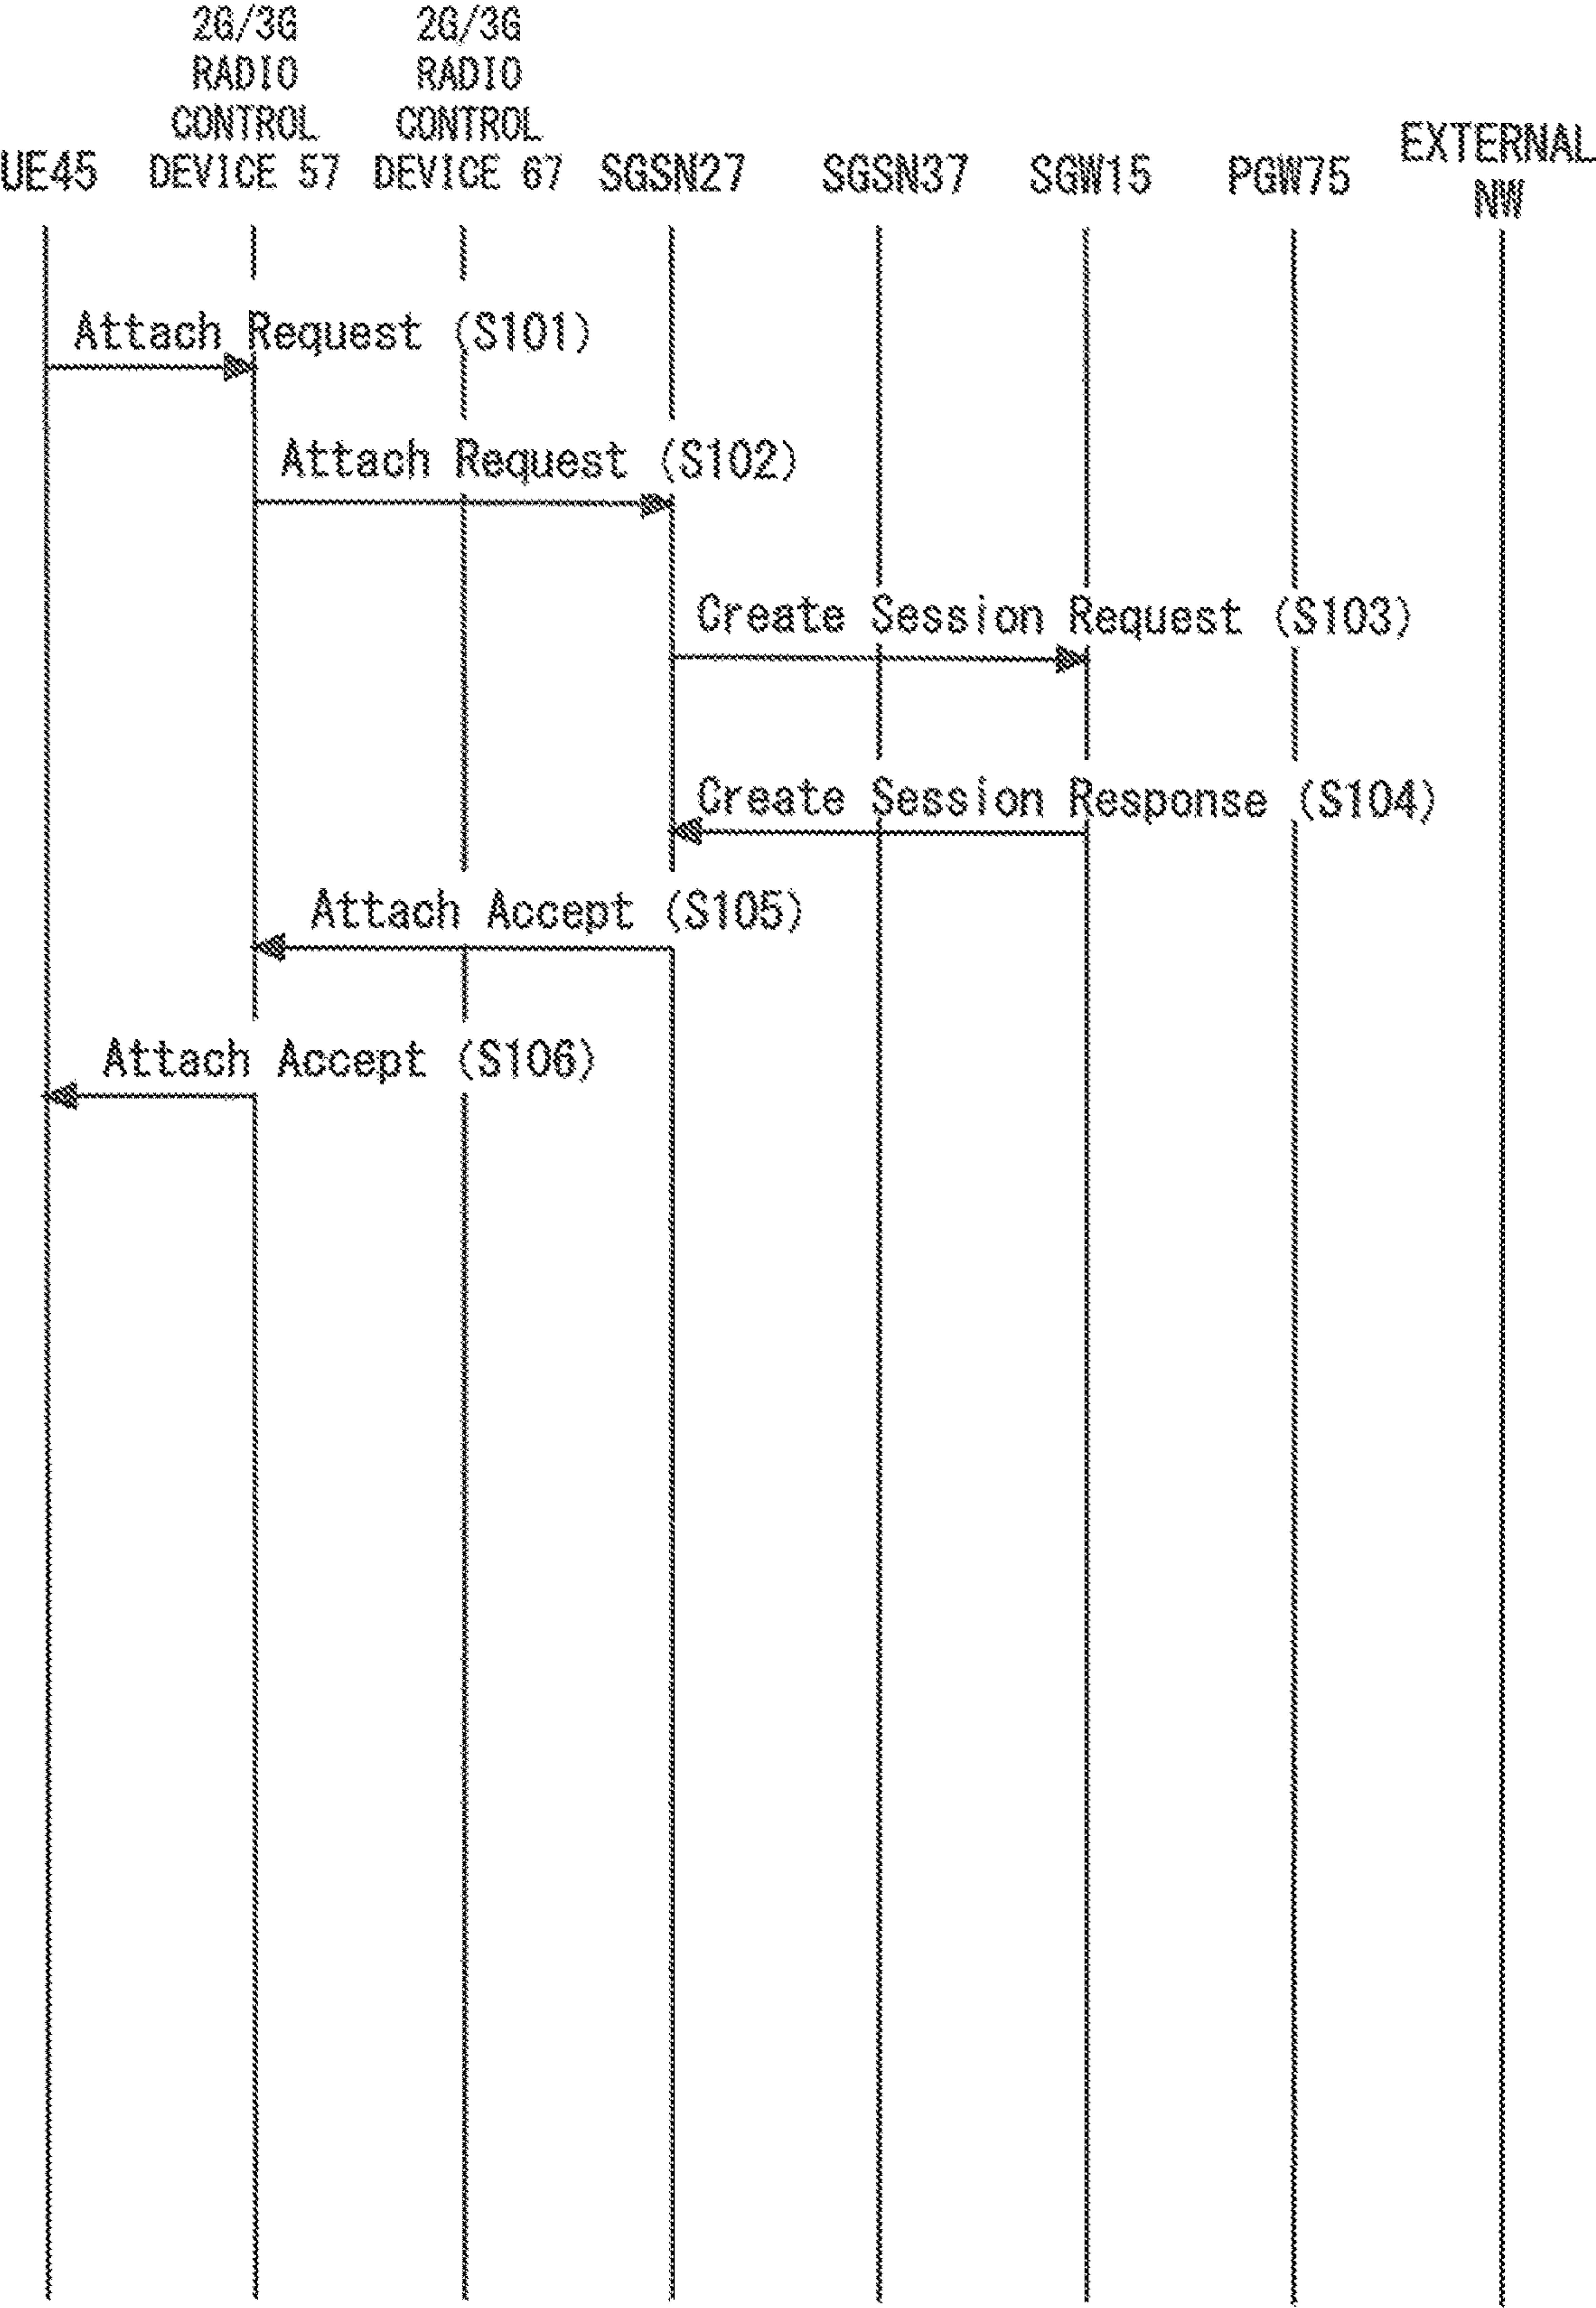 2G/3G
RADIO
CONTROL
DEVICE 57
2G/3G
RADIO
CONTROL
DEVICE 67
UE45
SGSN27
SGSN37
SGW15
PGW75
EXTERNAL
NW
Attach Request (S101)
Attach Request (S102)
Create Session Request (S103)
Create Session Response (S104)
Attach Accept (S105)
Attach Accept (S106)